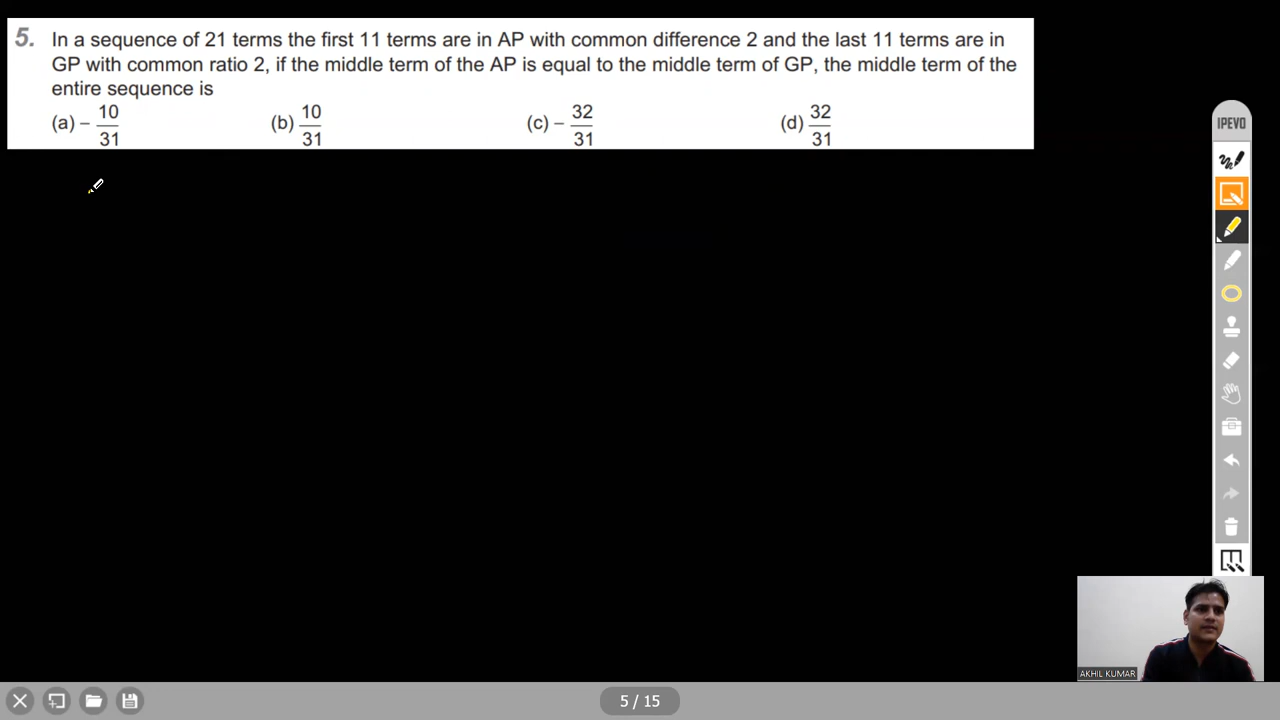 5. In a sequence of 21 terms the first 11 terms are in AP with common difference 2 and the last 11 terms are in
GP with common ratio 2, if the middle term of the AP is equal to the middle term of GP, the middle term of the
entire sequence is
(a) – 10/31 (b) 10/31 (c) – 32/31 (d) 32/31
IPEVO
AKHIL KUMAR
5 / 15